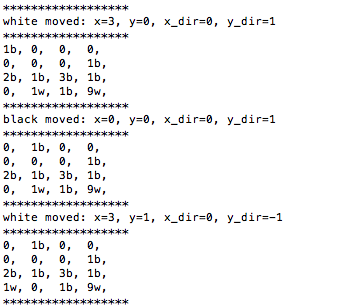 ******************
white moved: x=3, y=0, x_dir=0, y_dir=1
******************
1b, 0,  0,  0,
0,  0,  0,  1b,
2b, 1b, 3b, 1b,
0,  1w, 1b, 9w,
******************
black moved: x=0, y=0, x_dir=0, y_dir=1
******************
0,  1b, 0,  0,
0,  0,  0,  1b,
2b, 1b, 3b, 1b,
0,  1w, 1b, 9w,
******************
white moved: x=3, y=1, x_dir=0, y_dir=-1
******************
0,  1b, 0,  0,
0,  0,  0,  1b,
2b, 1b, 3b, 1b,
1w, 0,  1b, 9w,
******************